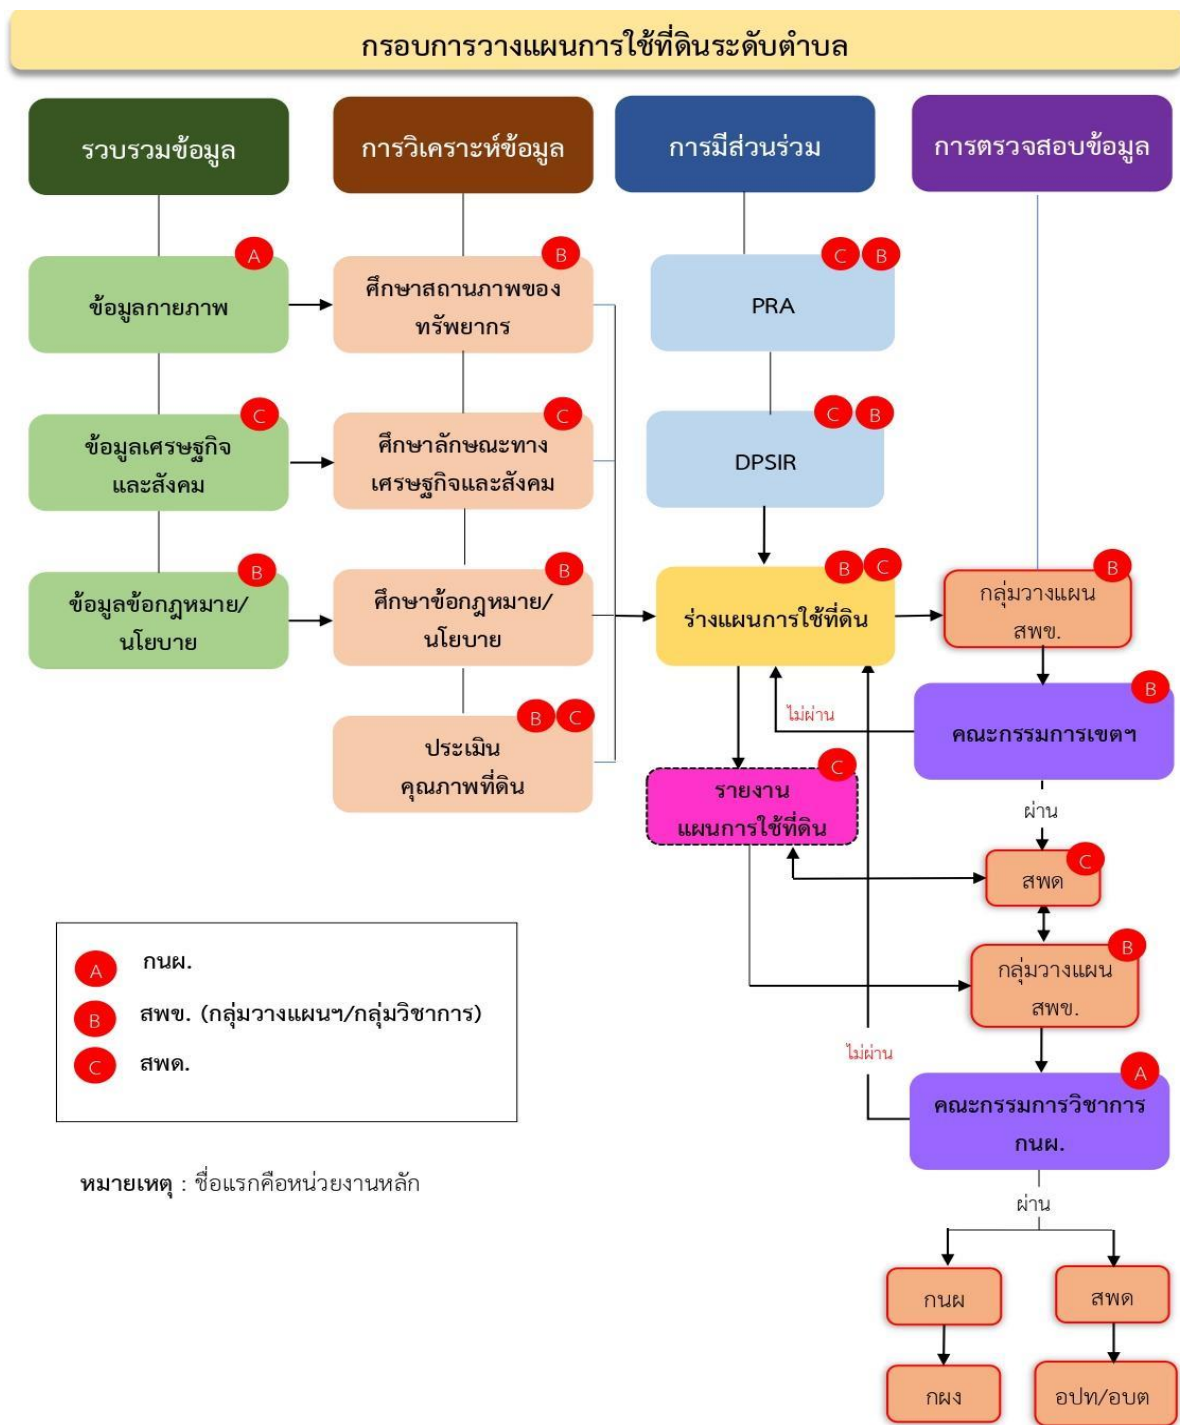 กรอบการวางแผนการใช้ที่ดินระดับตำบล
รวบรวมข้อมูล
การวิเคราะห์ข้อมูล
การมีส่วนร่วม
การตรวจสอบข้อมูล
A
ข้อมูลกายภาพ
B
ศึกษาสถานภาพของ
ทรัพยากร
C B
PRA
C
ข้อมูลเศรษฐกิจ
และสังคม
C
ศึกษาลักษณะทาง
เศรษฐกิจและสังคม
C B
DPSIR
B
ข้อมูลข้อกฎหมาย/
นโยบาย
B
ศึกษาข้อกฎหมาย/
นโยบาย
B C
ร่างแผนการใช้ที่ดิน
B
กลุ่มวางแผน
สพข.
B C
ประเมิน
คุณภาพที่ดิน
ไม่ผ่าน
B
คณะกรรมการเขตฯ
C
รายงาน
แผนการใช้ที่ดิน
ผ่าน
C
สพด
B
กลุ่มวางแผน
สพข.
A กนผ.
B สพข. (กลุ่มวางแผนฯ/กลุ่มวิชาการ)
C สพด.
ไม่ผ่าน
A
คณะกรรมการวิชาการ
กนผ.
หมายเหตุ : ชื่อแรกคือหน่วยงานหลัก
ผ่าน
กนผ
สพด
กผง
อปท/อบต